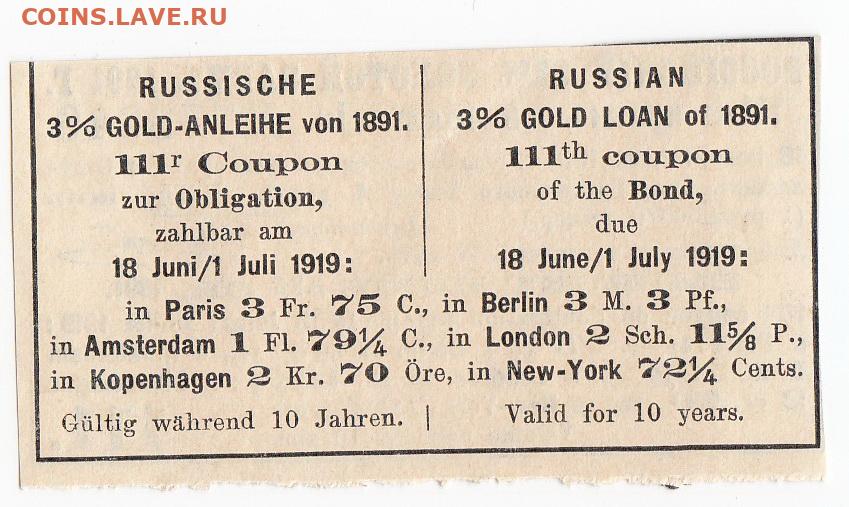 COINS.LAVE.RU
RUSSISCHE
3% GOLD-ANLEIHE von 1891.
111r Coupon
zur Obligation,
zahlbar am
18 Juni/1 Juli 1919:
RUSSIAN
3% GOLD LOAN of 1891.
111th coupon
of the Bond,
due
18 June/1 July 1919:
in Paris 3 Fr. 75 C., in Berlin 3 M. 3 Pf.,
in Amsterdam 1 Fl. 79¼ C., in London 2 Sch. 11⅝ P.,
in Kopenhagen 2 Kr. 70 Öre, in New-York 72¼ Cents.
Gültig während 10 Jahren.
Valid for 10 years.